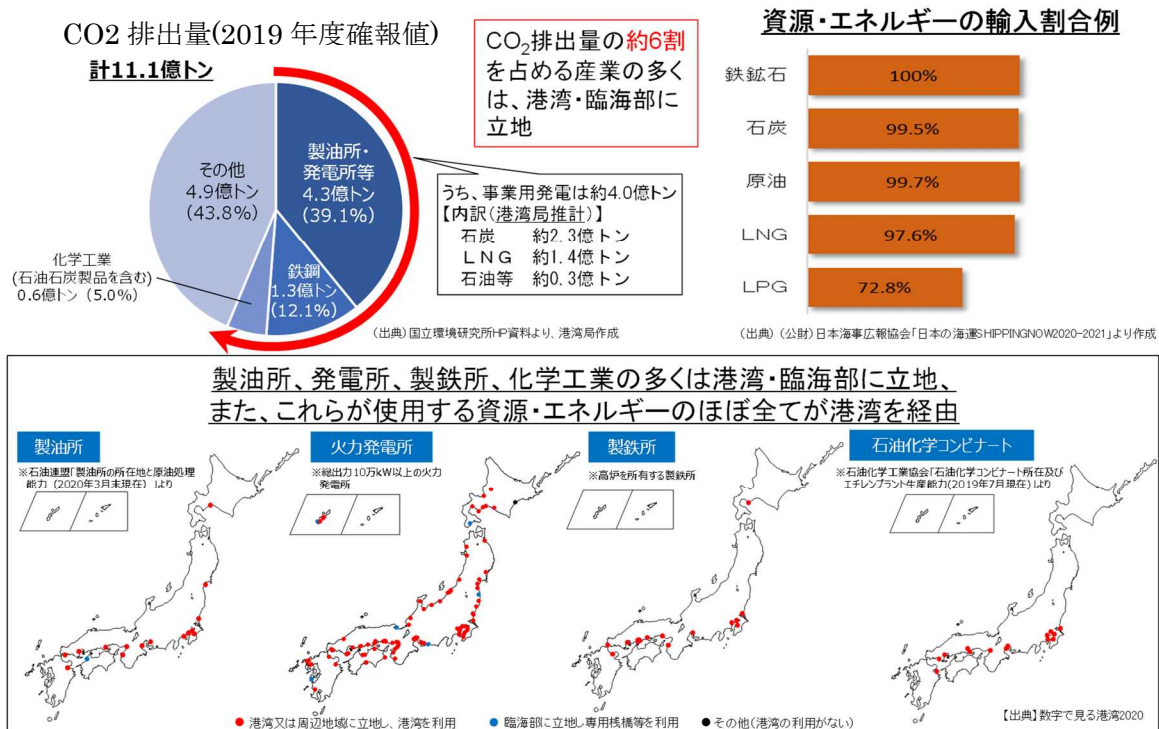 CO2 排出量(2019 年度確報値)
計11.1億トン
その他
4.9億トン
(43.8%)
製油所・
発電所等
4.3億トン
(39.1%)
化学工業
(石油石炭製品を含む)
0.6億トン (5.0%)
鉄鋼
1.3億トン
(12.1%)
CO₂排出量の約6割
を占める産業の多く
は、港湾・臨海部に
立地
うち、事業用発電は約4.0億トン
【内訳(港湾局推計)】
石炭 約2.3億トン
LNG 約1.4億トン
石油等 約0.3億トン
(出典)国立環境研究所HP資料より、港湾局作成
資源・エネルギーの輸入割合例
鉄鉱石 100%
石炭 99.5%
原油 99.7%
LNG 97.6%
LPG 72.8%
(出典) (公財)日本海事広報協会「日本の海運SHIPPINGNOW2020-2021」より作成
製油所、発電所、製鉄所、化学工業の多くは港湾・臨海部に立地、
また、これらが使用する資源・エネルギーのほぼ全てが港湾を経由
製油所
※石油連盟「製油所の所在地と原油処理
能力 (2020年3月末現在) 」より
火力発電所
※総出力10万kW以上の火力
発電所
製鉄所
※高炉を所有する製鉄所
石油化学コンビナート
※石油化学工業協会「石油化学コンビナート所在及び
エチレンプラント生産能力(2019年7月現在)」より
● 港湾又は周辺地域に立地し、港湾を利用
● 臨海部に立地し専用桟橋等を利用
● その他(港湾の利用がない)
【出典】数字で見る港湾2020